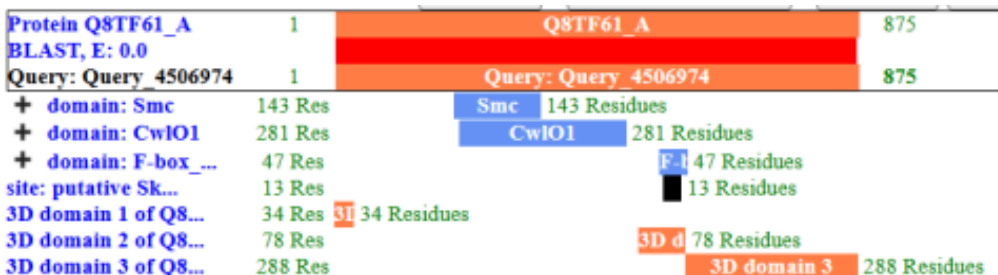 Protein Q8TF61_A 1 Q8TF61_A 875
BLAST, E: 0.0
Query: Query_4506974 1 Query: Query_4506974 875
+ domain: Smc 143 Res Smc 143 Residues
+ domain: CwlO1 281 Res CwlO1 281 Residues
+ domain: F-box_... 47 Res F-b 47 Residues
site: putative Sk... 13 Res 13 Residues
3D domain 1 of Q8... 34 Res 3D 34 Residues
3D domain 2 of Q8... 78 Res 3D d 78 Residues
3D domain 3 of Q8... 288 Res 3D domain 3 288 Residues